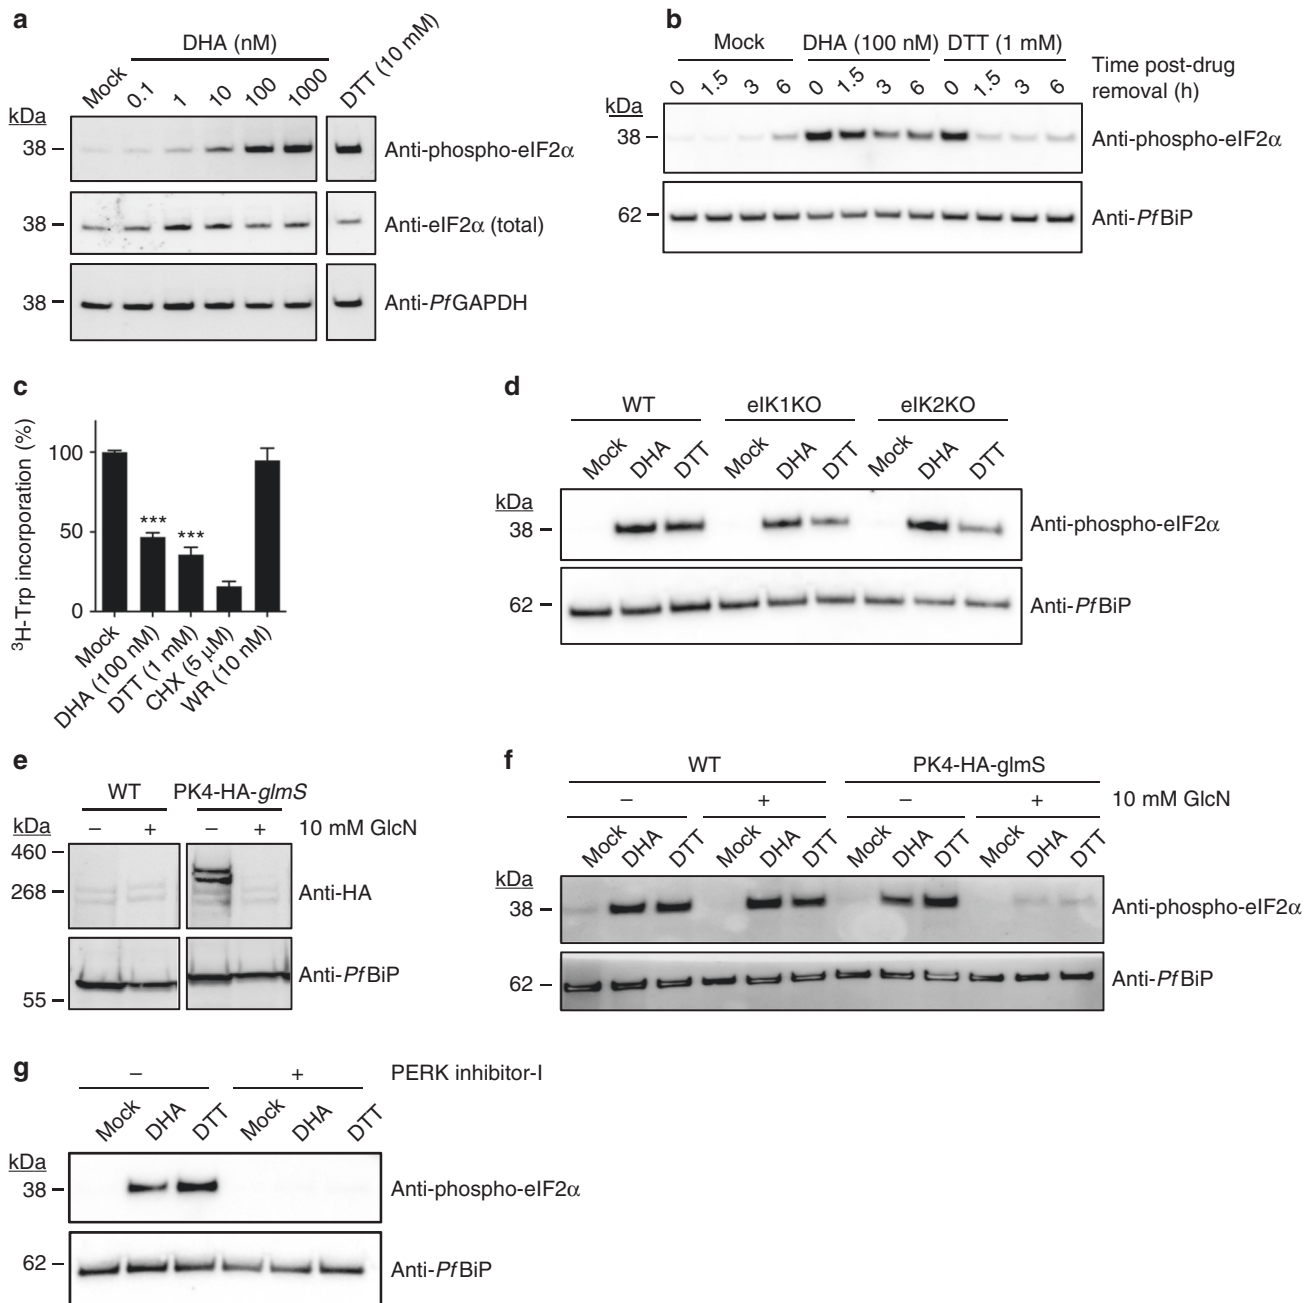 a
DHA (nM)
Mock 0.1 1 10 100 1000 DTT (10 mM)
kDa
38 Anti-phospho-eIF2α
38 Anti-eIF2α (total)
38 Anti-PfGAPDH
b
Mock DHA (100 nM) DTT (1 mM)
0 1.5 3 6 0 1.5 3 6 0 1.5 3 6 Time post-drug
removal (h)
kDa
38 Anti-phospho-eIF2α
62 Anti-PfBiP
c
³H-Trp incorporation (%)
100
*** ***
50
0
Mock DHA (100 nM) DTT (1 mM) CHX (5 μM) WR (10 nM)
d
WT eIK1KO eIK2KO
Mock DHA DTT Mock DHA DTT Mock DHA DTT
kDa
38 Anti-phospho-eIF2α
62 Anti-PfBiP
e
WT PK4-HA-glmS
kDa − + − + 10 mM GlcN
460
268 Anti-HA
Anti-PfBiP
55
f
WT PK4-HA-glmS
− + − + 10 mM GlcN
Mock DHA DTT Mock DHA DTT Mock DHA DTT Mock DHA DTT
kDa
38 Anti-phospho-eIF2α
62 Anti-PfBiP
g
− + PERK inhibitor-I
Mock DHA DTT Mock DHA DTT
kDa
38 Anti-phospho-eIF2α
62 Anti-PfBiP